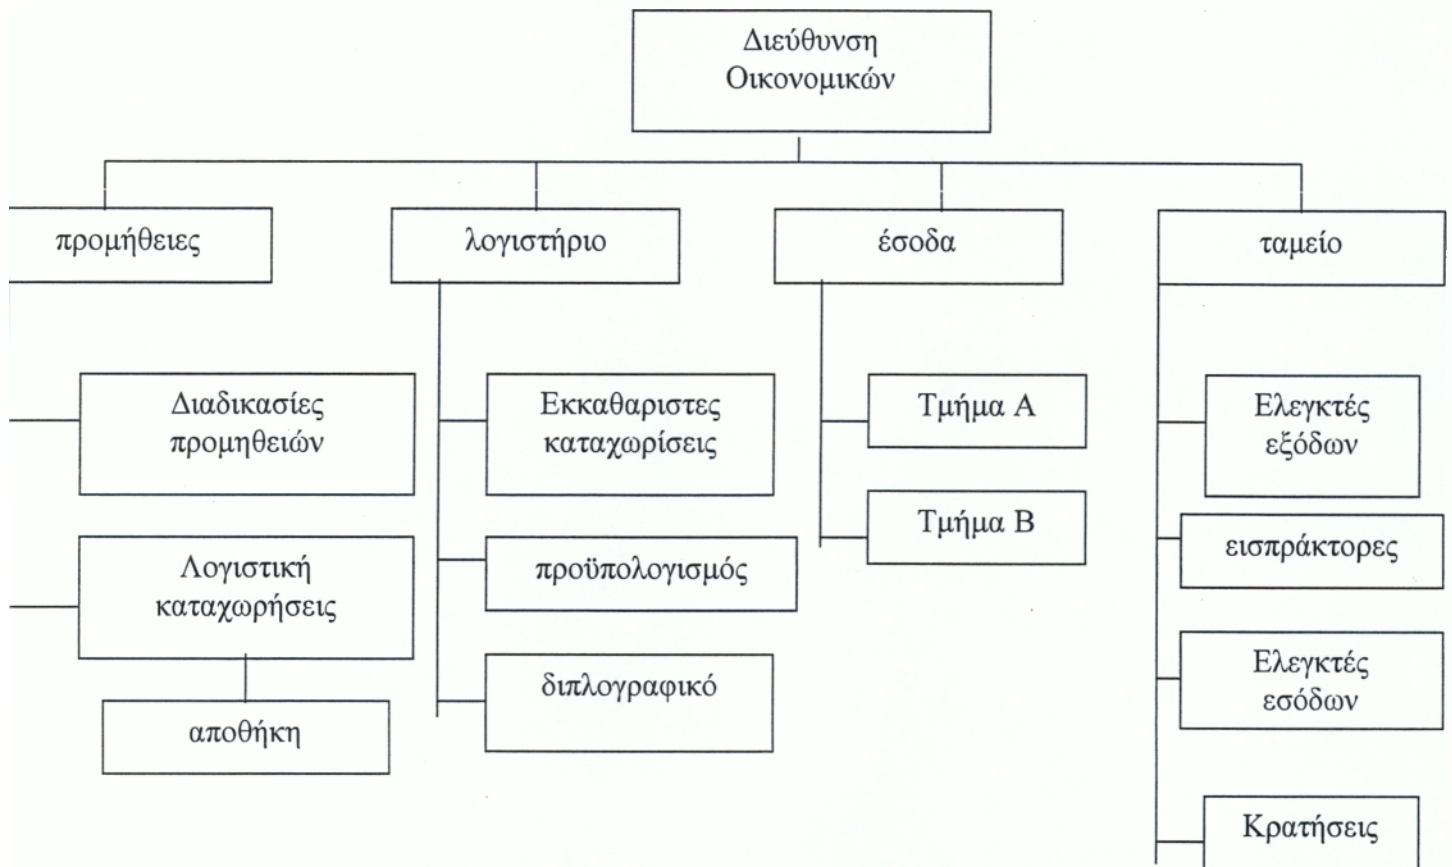 Διεύθυνση
Οικονομικών
προμήθειες
λογιστήριο
έσοδα
ταμείο
Διαδικασίες
προμηθειών
Εκκαθαριστες
καταχωρίσεις
Τμήμα Α
Ελεγκτές
εξόδων
Τμήμα Β
εισπράκτορες
Λογιστική
καταχωρήσεις
προϋπολογισμός
Ελεγκτές
εσόδων
διπλογραφικό
αποθήκη
Κρατήσεις